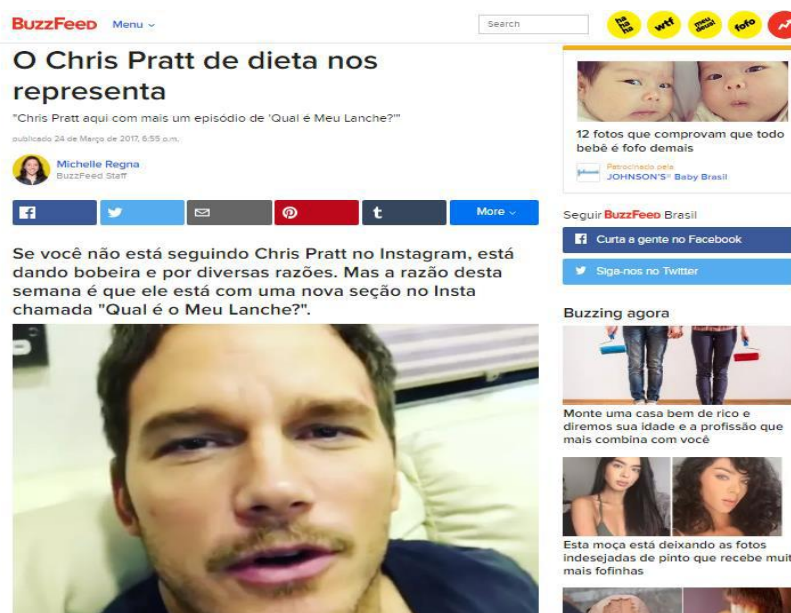 BuzzFeed Menu
Search
ha ha ha
wtf
meu deus!
fofo
O Chris Pratt de dieta nos
representa
"Chris Pratt aqui com mais um episódio de 'Qual é Meu Lanche?'"
publicado 24 de Março de 2017, 6:55 p.m.
Michelle Regna
BuzzFeed Staff
More
Se você não está seguindo Chris Pratt no Instagram, está
dando bobeira e por diversas razões. Mas a razão desta
semana é que ele está com uma nova seção no Insta
chamada "Qual é o Meu Lanche?".
12 fotos que comprovam que todo
bebê é fofo demais
Patrocinado pela
JOHNSON'S® Baby Brasil
Seguir BuzzFeed Brasil
Curta a gente no Facebook
Siga-nos no Twitter
Buzzing agora
Monte uma casa bem de rico e
diremos sua idade e a profissão que
mais combina com você
Esta moça está deixando as fotos
indesejadas de pinto que recebe muit
mais fofinhas